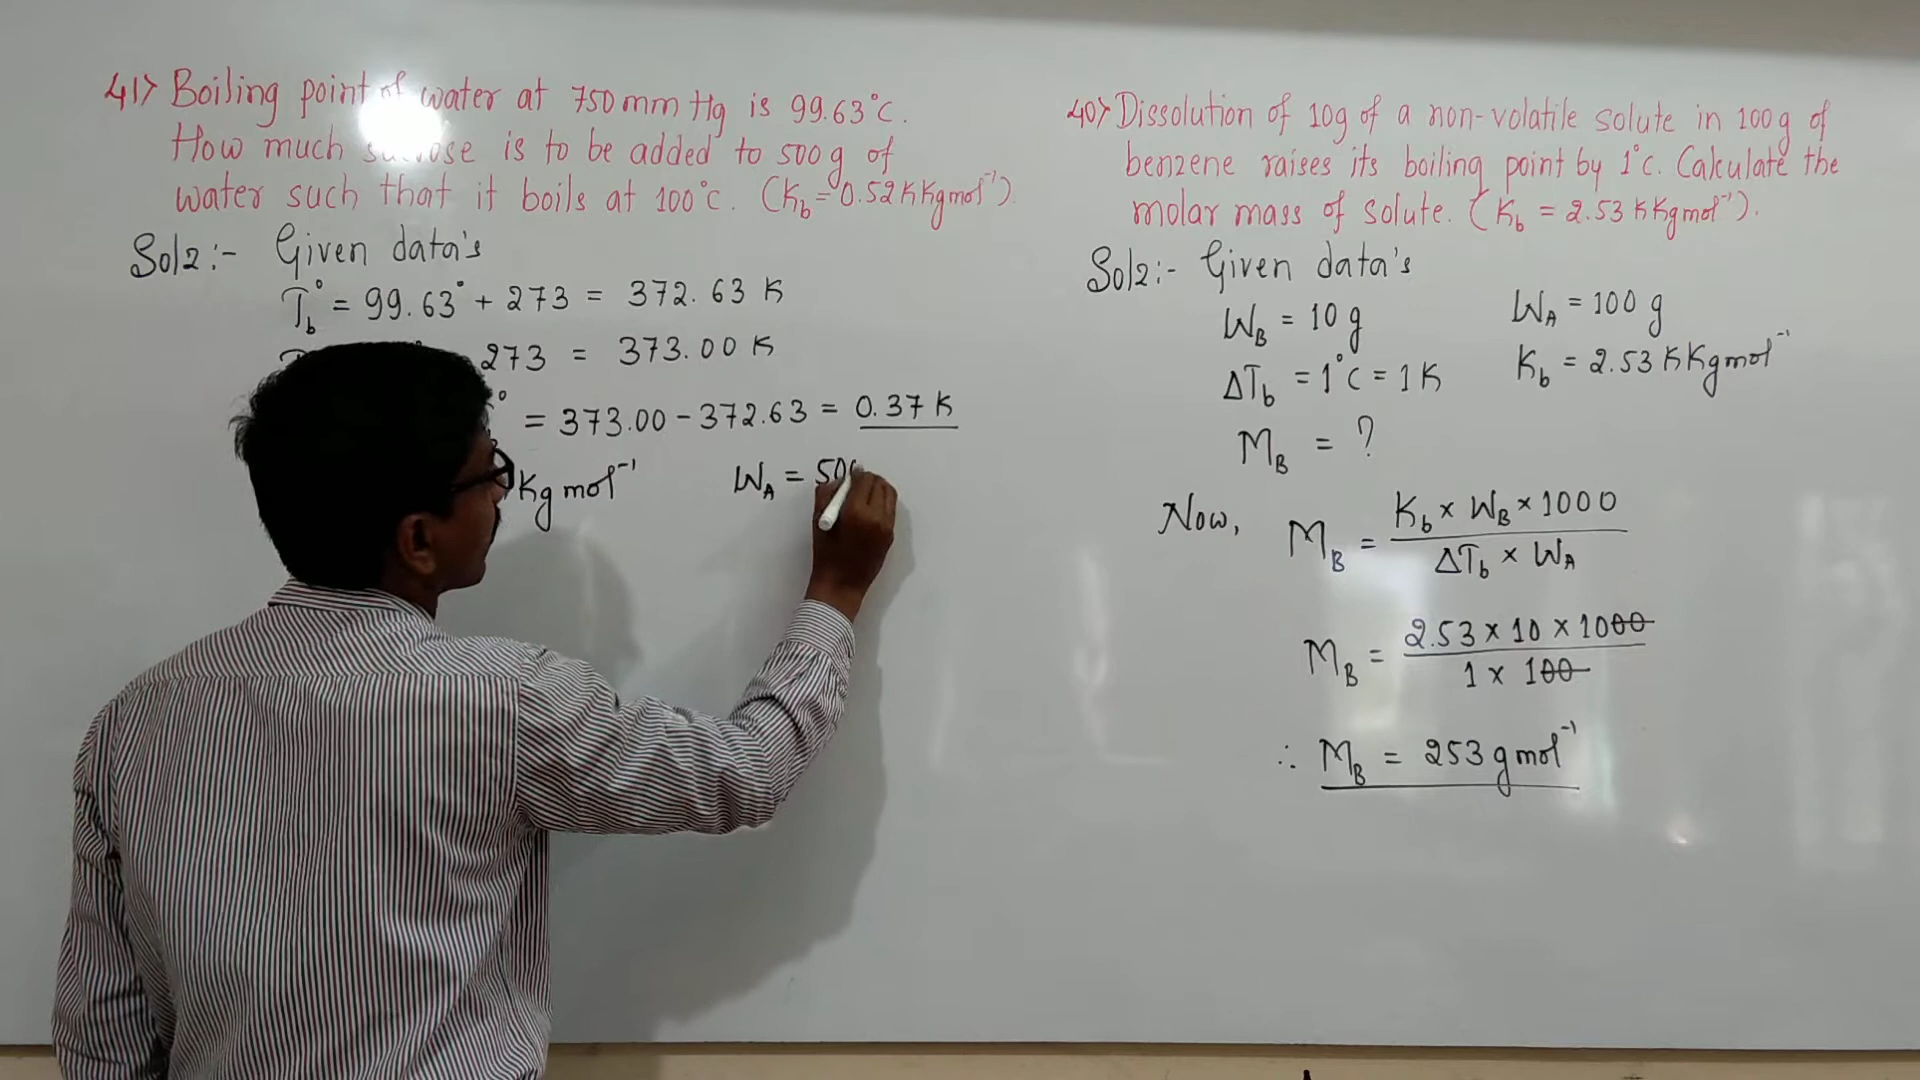 41> Boiling point of water at 750 mm Hg is 99.63°C.
How much is to be added to 500 g of
water such that it boils at 100°C. (Kb = 0.52 K Kg mol⁻¹).
Sol2:- Given data's
Tb° = 99.63° + 273 = 372.63 K
273 = 373.00 K
° = 373.00 - 372.63 = 0.37 K
Kg mol⁻¹ WA = 50
40> Dissolution of 10g of a non-volatile solute in 100 g of
benzene raises its boiling point by 1°C. Calculate the
molar mass of solute. (Kb = 2.53 K Kg mol⁻¹).
Sol2:- Given data's
WB = 10 g WA = 100 g
ΔTb = 1°C = 1 K Kb = 2.53 K Kg mol⁻¹
MB = ?
Now, MB = Kb × WB × 1000 / ΔTb × WA
MB = 2.53 × 10 × 1000 / 1 × 100
∴ MB = 253 g mol⁻¹